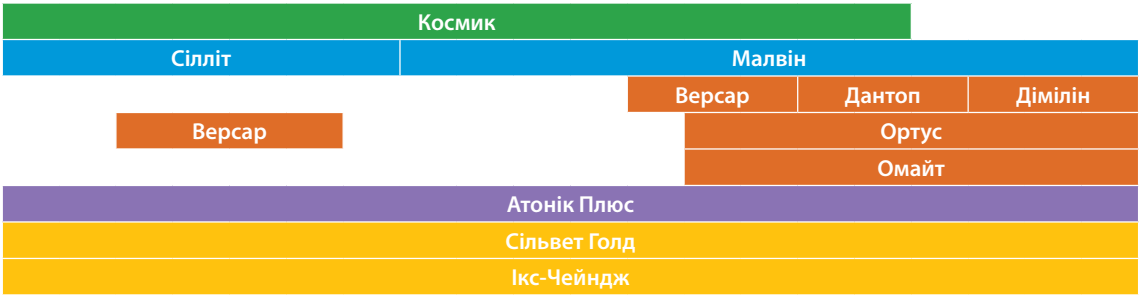 Космик
Сілліт Малвін
Версар Дантоп Дімілін
Версар Ортус
Омайт
Атонік Плюс
Сільвет Голд
Ікс-Чейндж